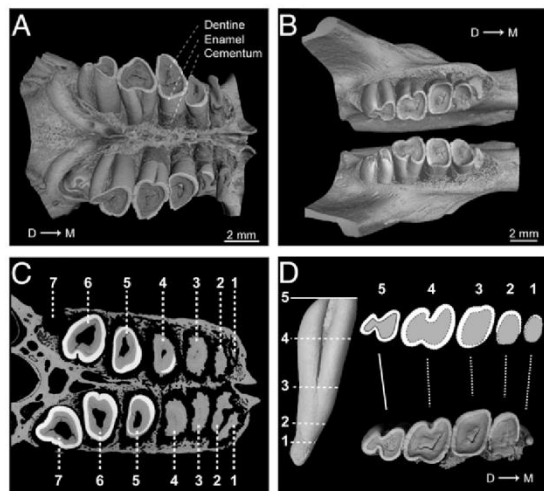 A
Dentine
Enamel
Cementum
D → M
2 mm
B
D → M
2 mm
C
7 6 5 4 3 2 1
7 6 5 4 3 2 1
D
5 4 3 2 1
5
4
3
2
1
D → M